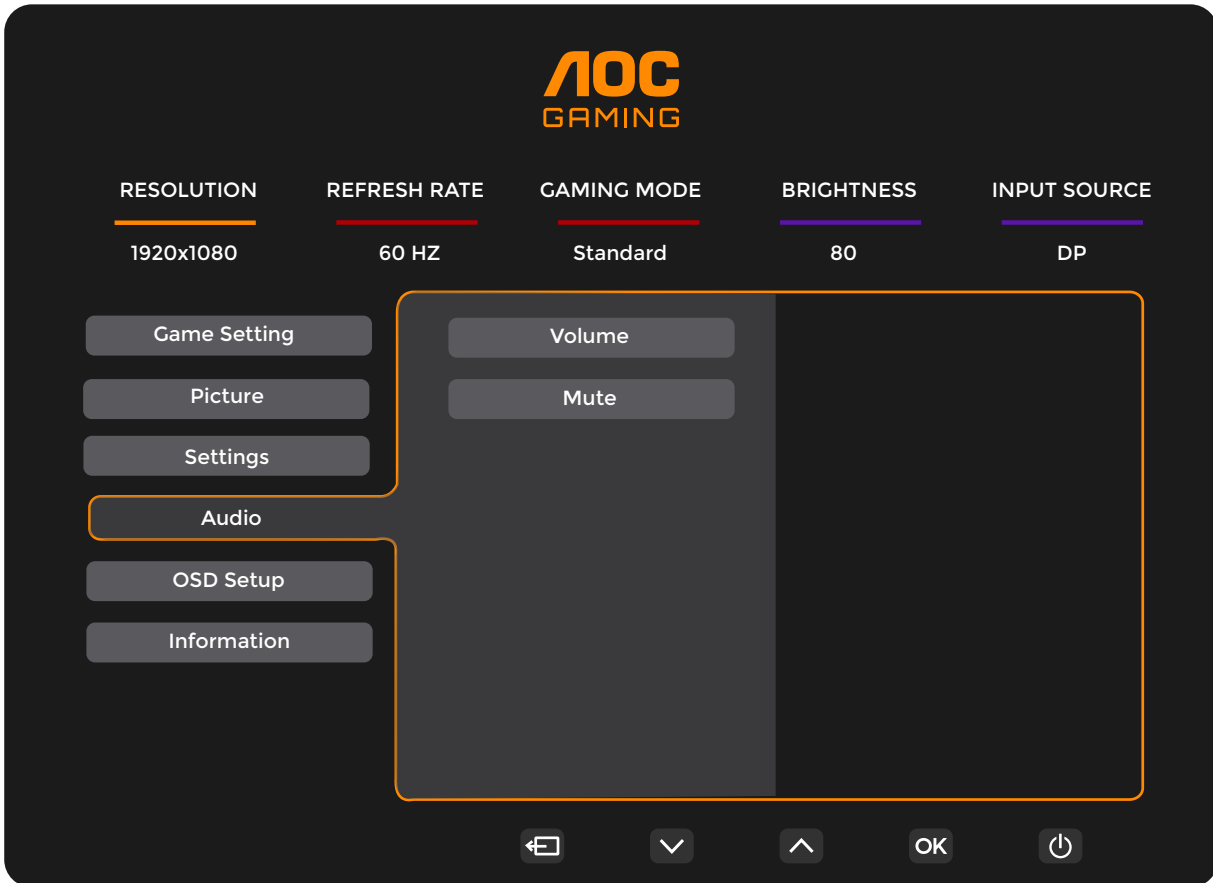 AOC
GAMING
RESOLUTION REFRESH RATE GAMING MODE BRIGHTNESS INPUT SOURCE
1920x1080 60 HZ Standard 80 DP
Game Setting
Volume
Picture
Mute
Settings
Audio
OSD Setup
Information
OK